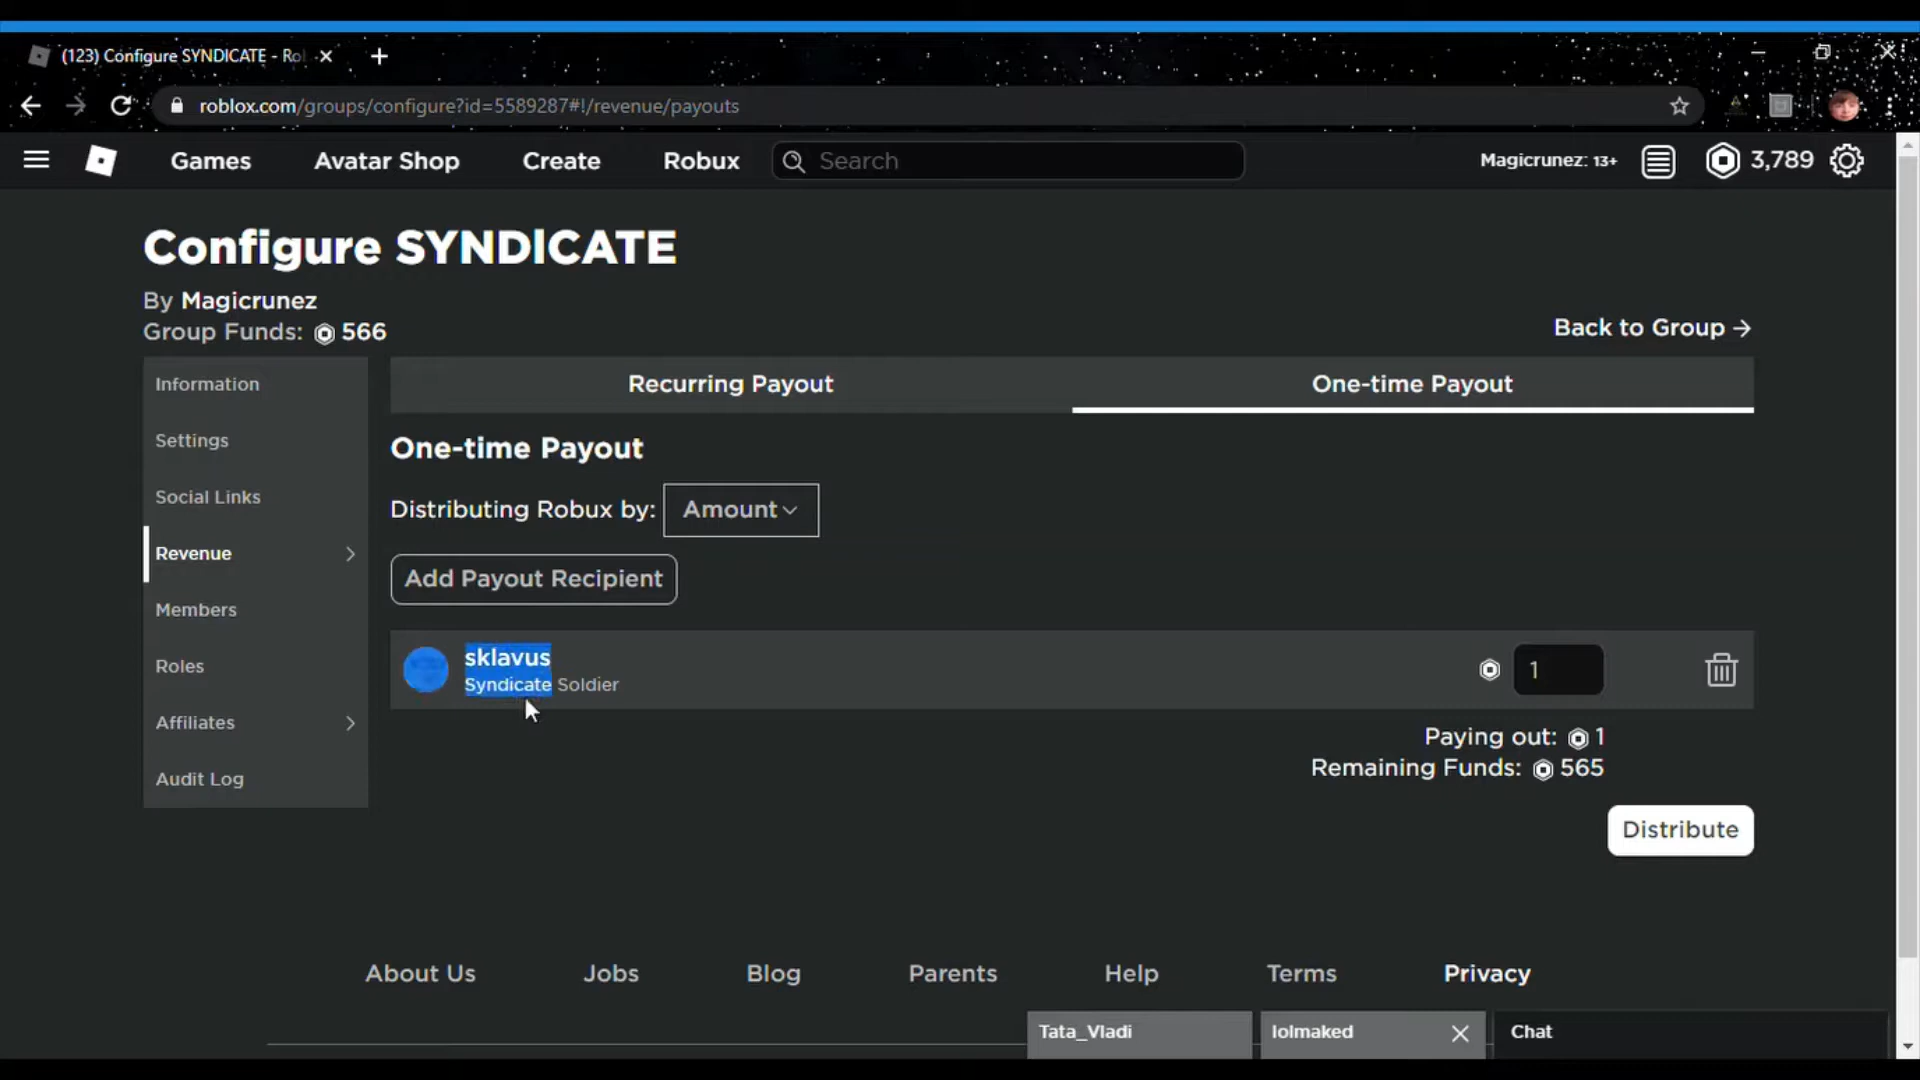 (123) Configure SYNDICATE - Ro
roblox.com/groups/configure?id=5589287#!/revenue/payouts
Games Avatar Shop Create Robux Search Magicrunez: 13+ 3,789
Configure SYNDlCATE
By Magicrunez
Group Funds: 566
Back to Group →
Information
Settings
Social Links
Revenue
Members
Roles
Affiliates
Audit Log
Recurring Payout One-time Payout
One-time Payout
Distributing Robux by: Amount
Add Payout Recipient
sklavus
Syndicate Soldier
1
Paying out: 1
Remaining Funds: 565
Distribute
About Us Jobs Blog Parents Help Terms Privacy
Tata_Vladi lolmaked Chat